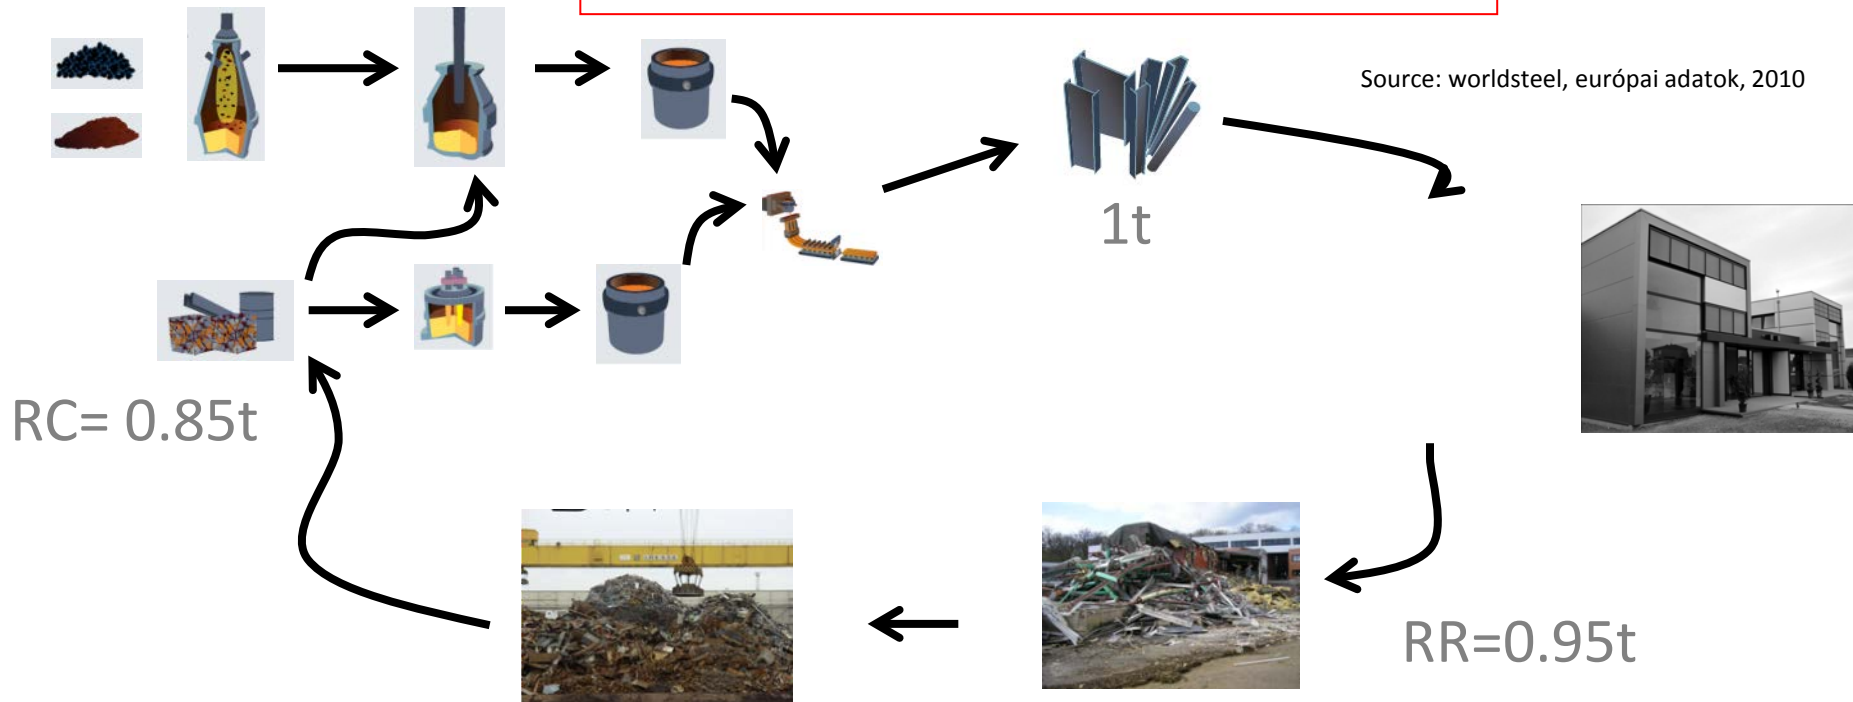 Source: worldsteel, európai adatok, 2010
1t
RC= 0.85t
RR=0.95t